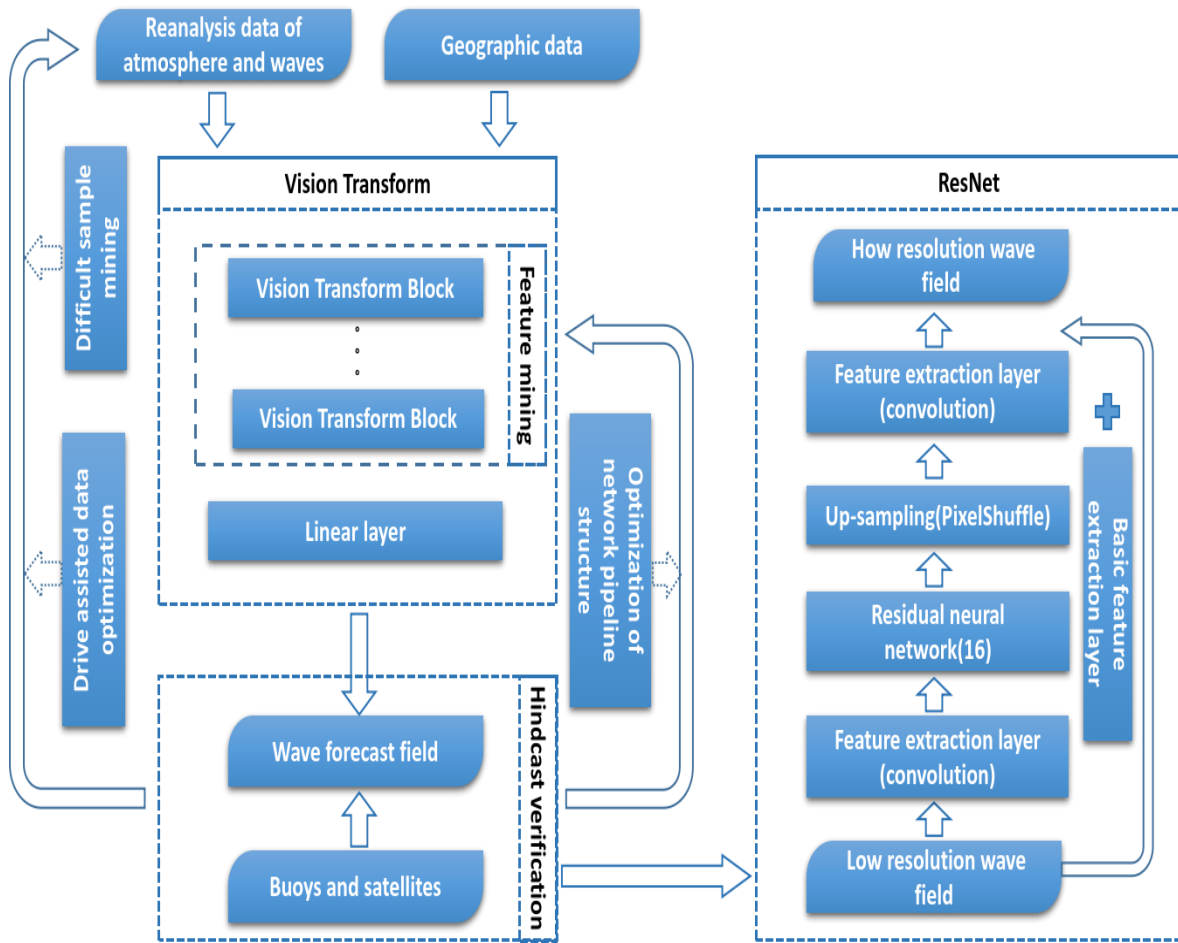 Reanalysis data of
atmosphere and waves
Geographic data
Difficult sample
mining
Drive assisted data
optimization
Vision Transform
Vision Transform Block
Vision Transform Block
Feature mining
Linear layer
Optimization of
network pipeline
structure
Wave forecast field
Buoys and satellites
Hindcast verification
ResNet
How resolution wave
field
Feature extraction layer
(convolution)
Up-sampling(PixelShuffle)
Residual neural
network(16)
Feature extraction layer
(convolution)
Low resolution wave
field
Basic feature
extraction layer